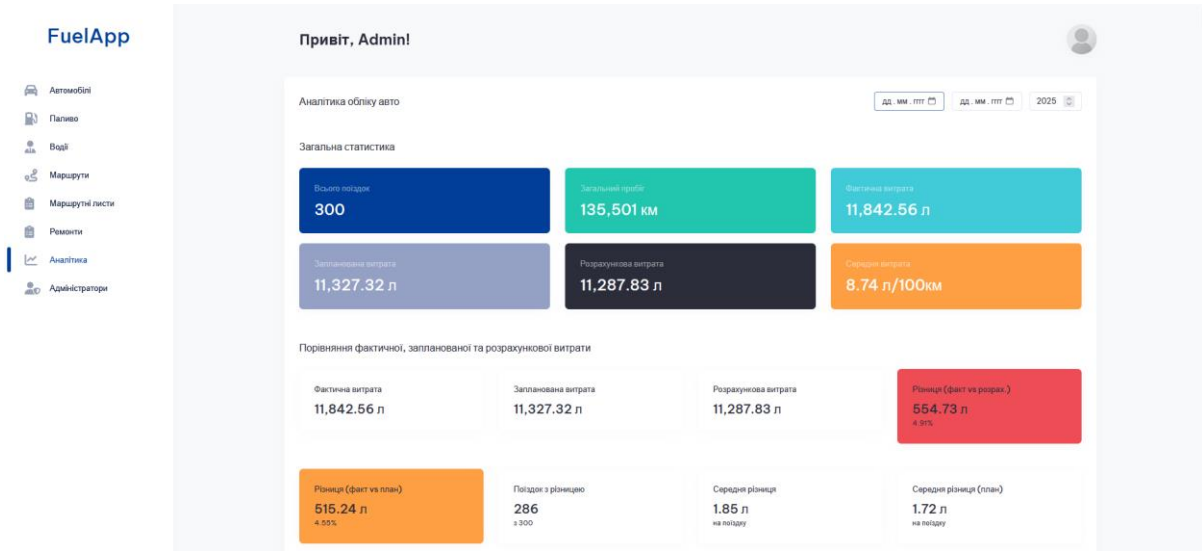 FuelApp
Автомобілі
Паливо
Водії
Маршрути
Маршрутні листи
Ремонти
Аналітика
Адміністратори
Привіт, Admin!
Аналітика обліку авто
дд.мм.гггг
дд.мм.гггг
2025
Загальна статистика
Всього поїздок
300
Загальний пробіг
135,501 км
Фактична витрата
11,842.56 л
Запланована витрата
11,327.32 л
Розрахункова витрата
11,287.83 л
Середня витрата
8.74 л/100км
Порівняння фактичної, запланованої та розрахункової витрати
Фактична витрата
11,842.56 л
Запланована витрата
11,327.32 л
Розрахункова витрата
11,287.83 л
Різниця (факт vs розрах.)
554.73 л
4.91%
Різниця (факт vs план)
515.24 л
4.55%
Поїздок з різницею
286
з 300
Середня різниця
1.85 л
на поїздку
Середня різниця (план)
1.72 л
на поїздку